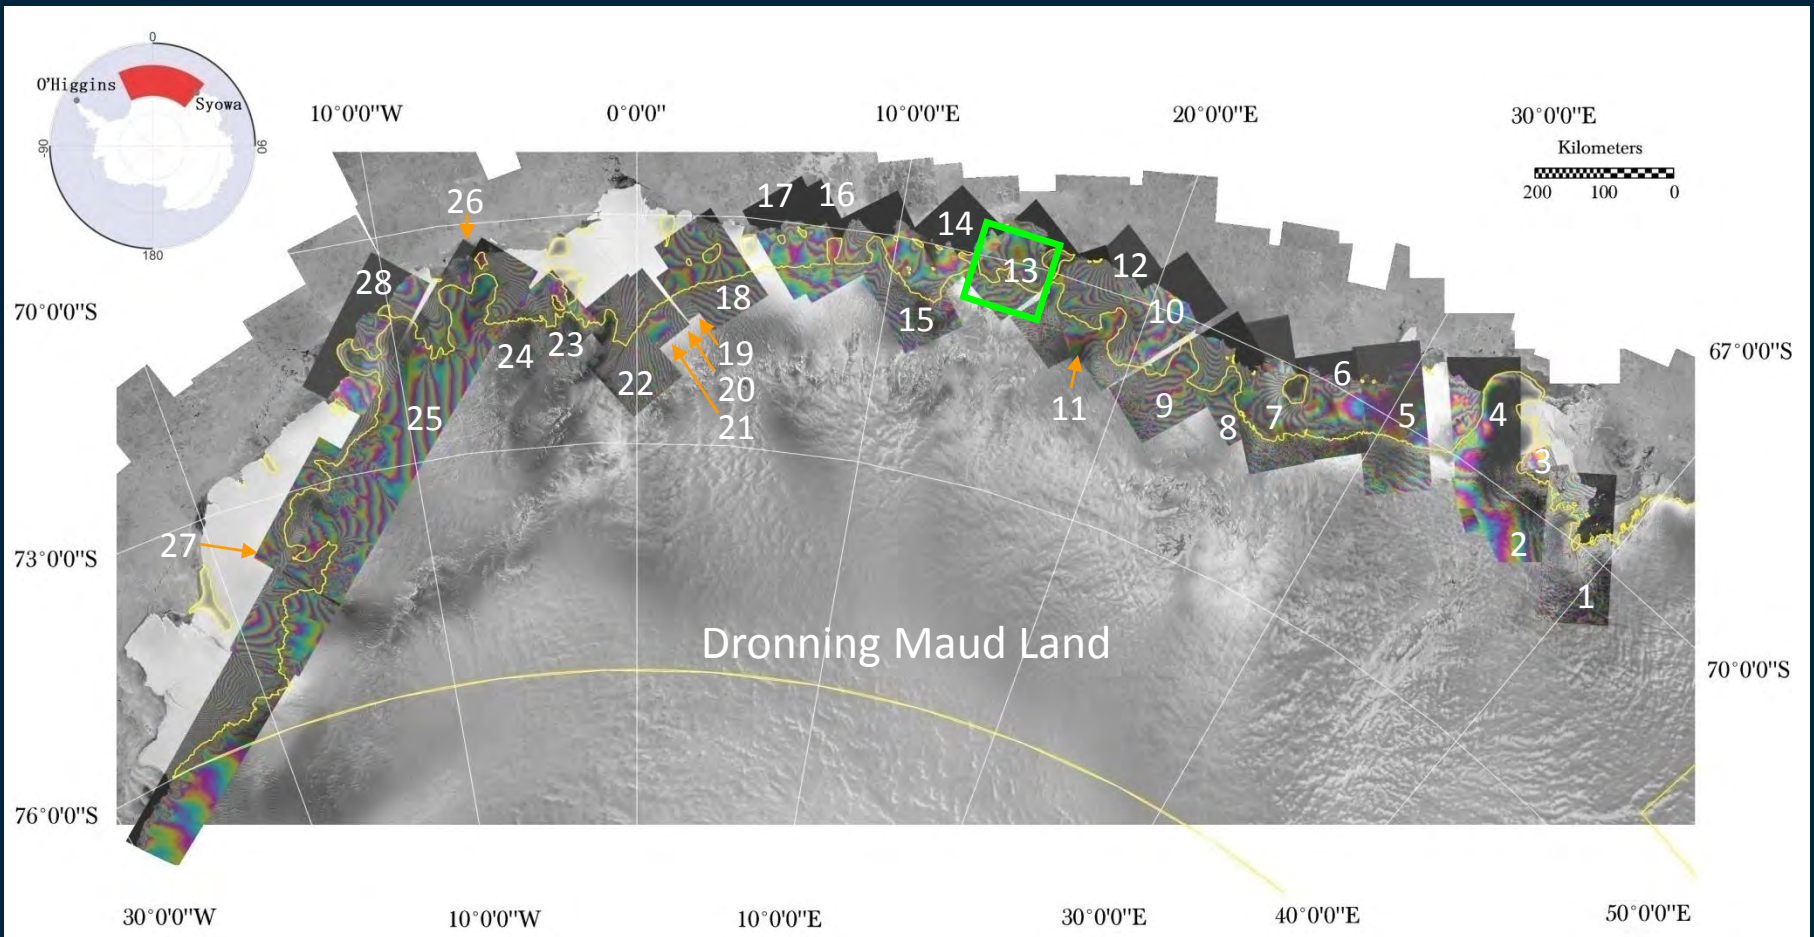 0
O'Higgins
Syowa
-90
90
180
10°0'0"W
0°0'0"
10°0'0"E
20°0'0"E
30°0'0"E
Kilometers
200 100 0
26
17
16
14
13
12
28
18
15
10
19
20
21
23
24
22
25
11
9
8
7
6
5
4
3
2
1
27
70°0'0"S
67°0'0"S
73°0'0"S
70°0'0"S
76°0'0"S
Dronning Maud Land
30°0'0"W
10°0'0"W
10°0'0"E
30°0'0"E
40°0'0"E
50°0'0"E